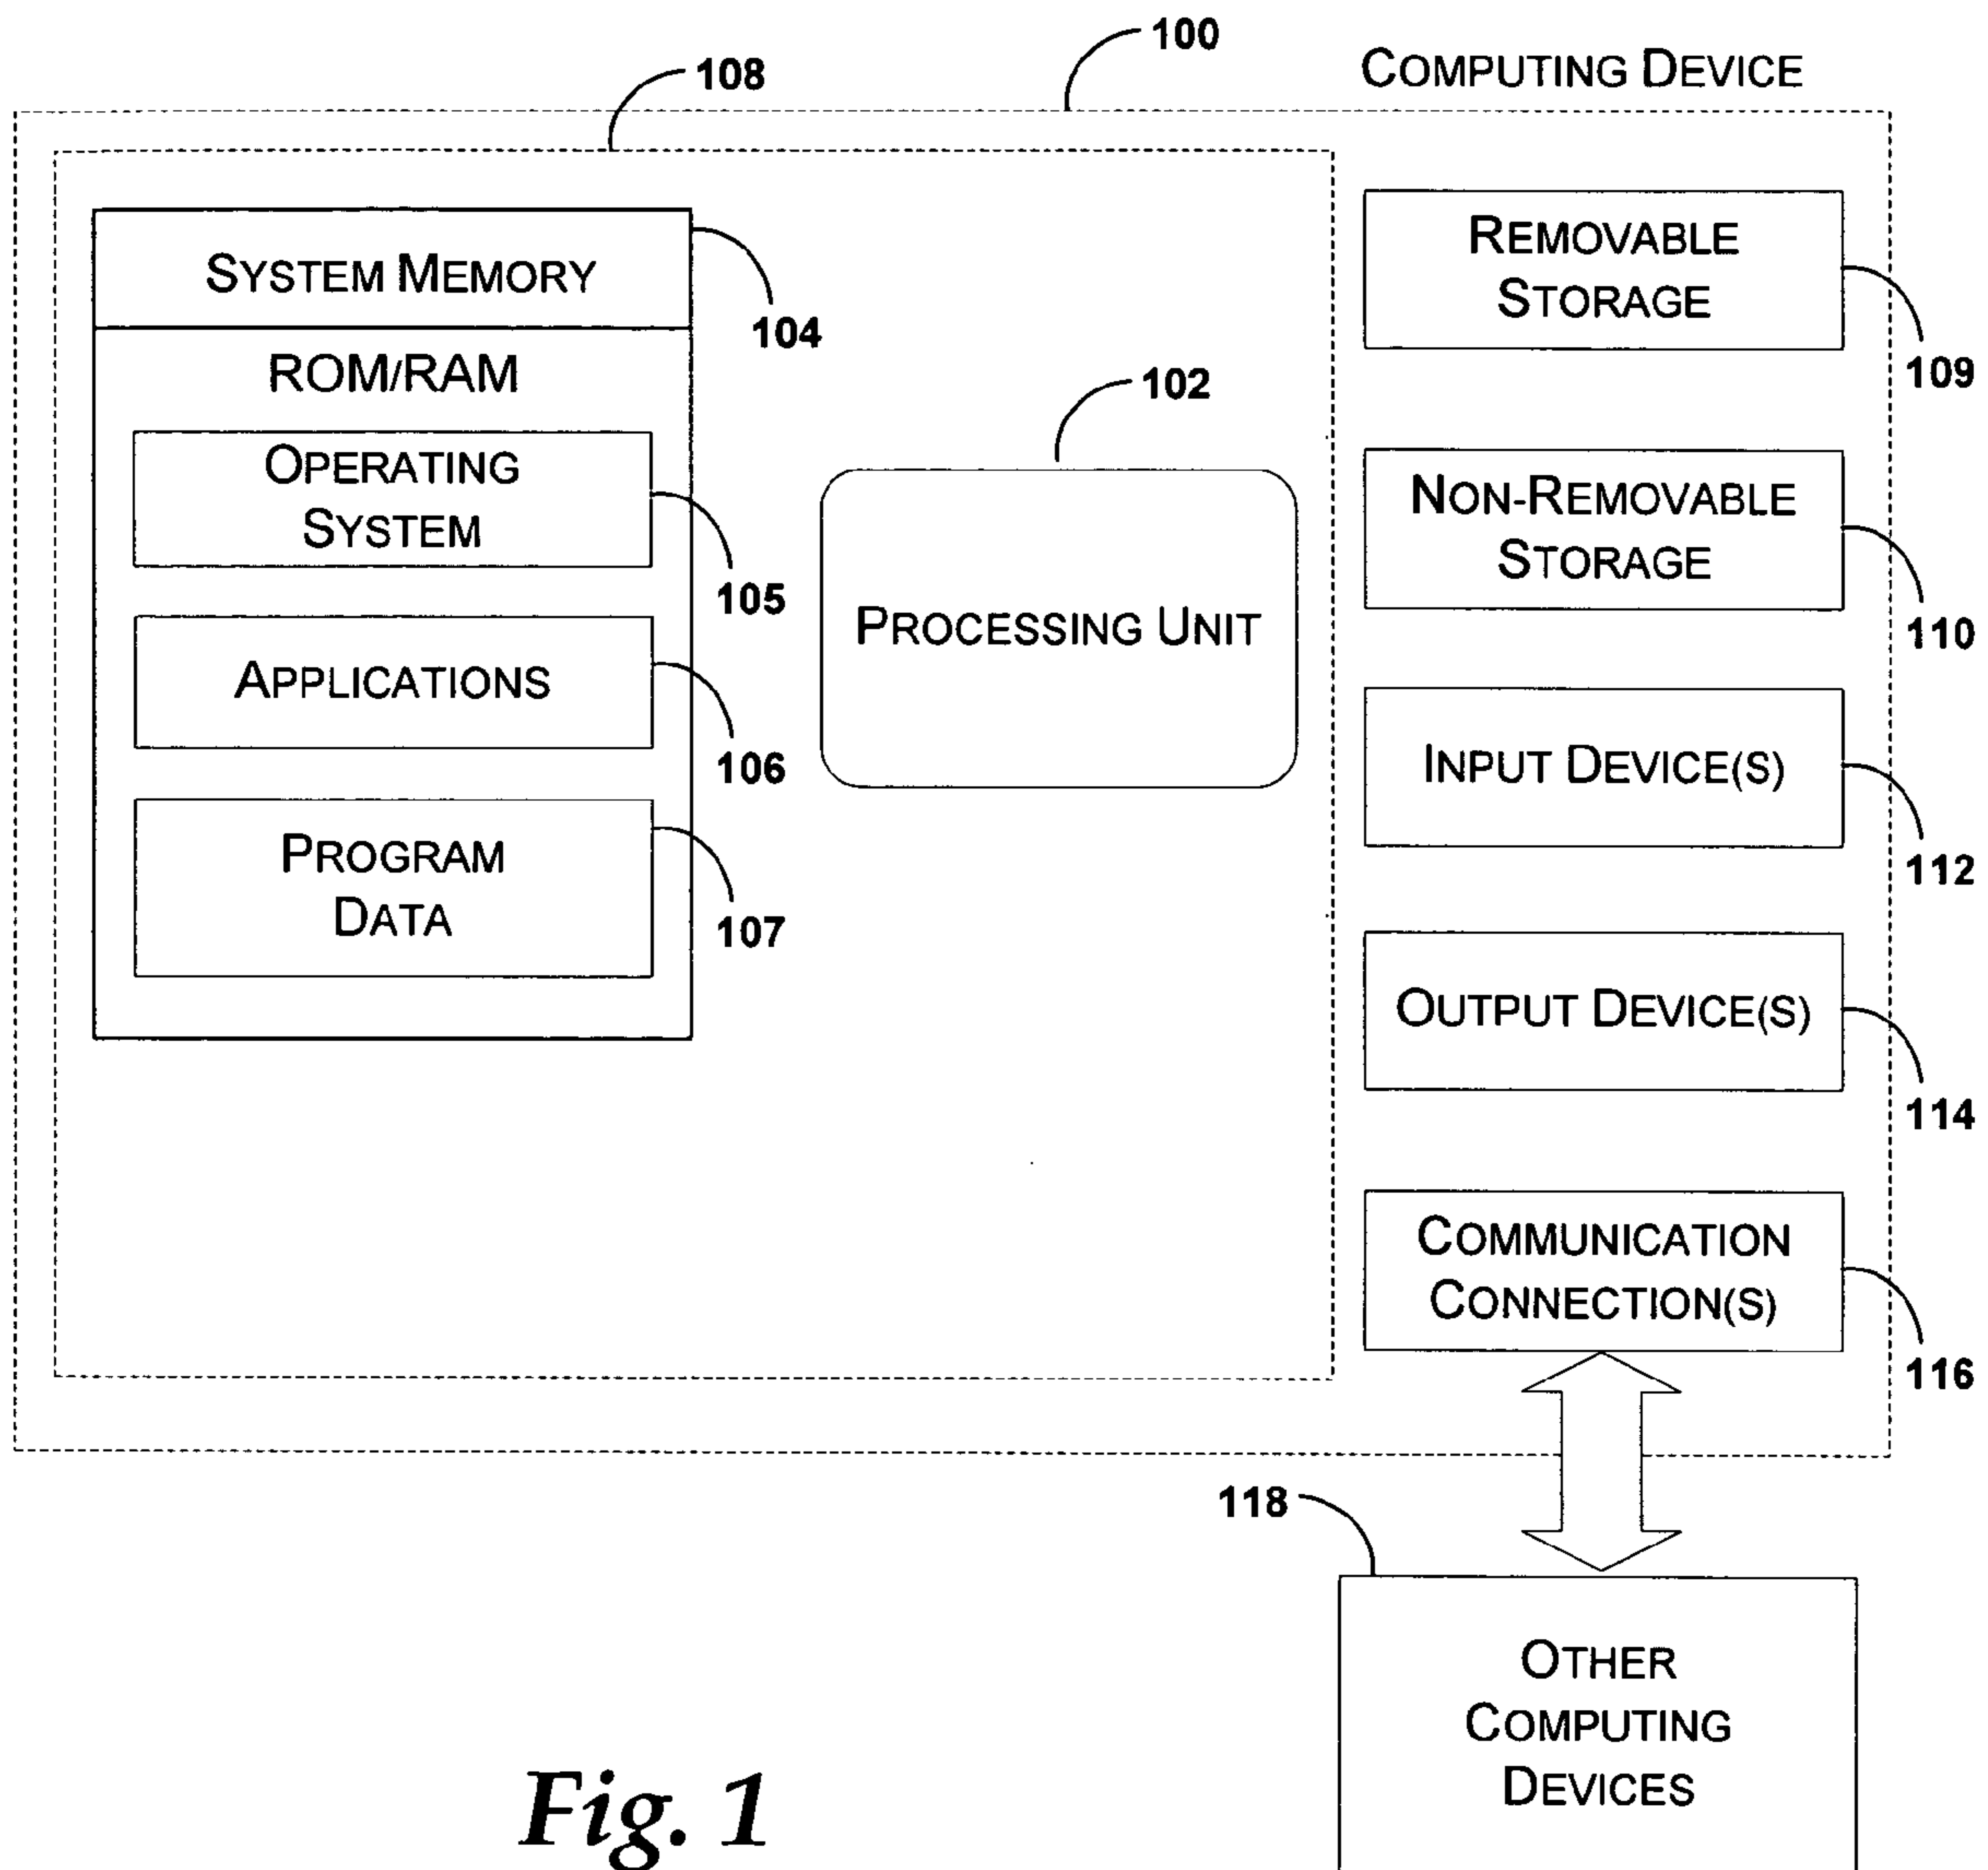 100
COMPUTING DEVICE
108
SYSTEM MEMORY
104
ROM/RAM
OPERATING
SYSTEM
105
APPLICATIONS
106
PROGRAM
DATA
107
102
PROCESSING UNIT
REMOVABLE
STORAGE
109
NON-REMOVABLE
STORAGE
110
INPUT DEVICE(S)
112
OUTPUT DEVICE(S)
114
COMMUNICATION
CONNECTION(S)
116
118
OTHER
COMPUTING
DEVICES
Fig. 1